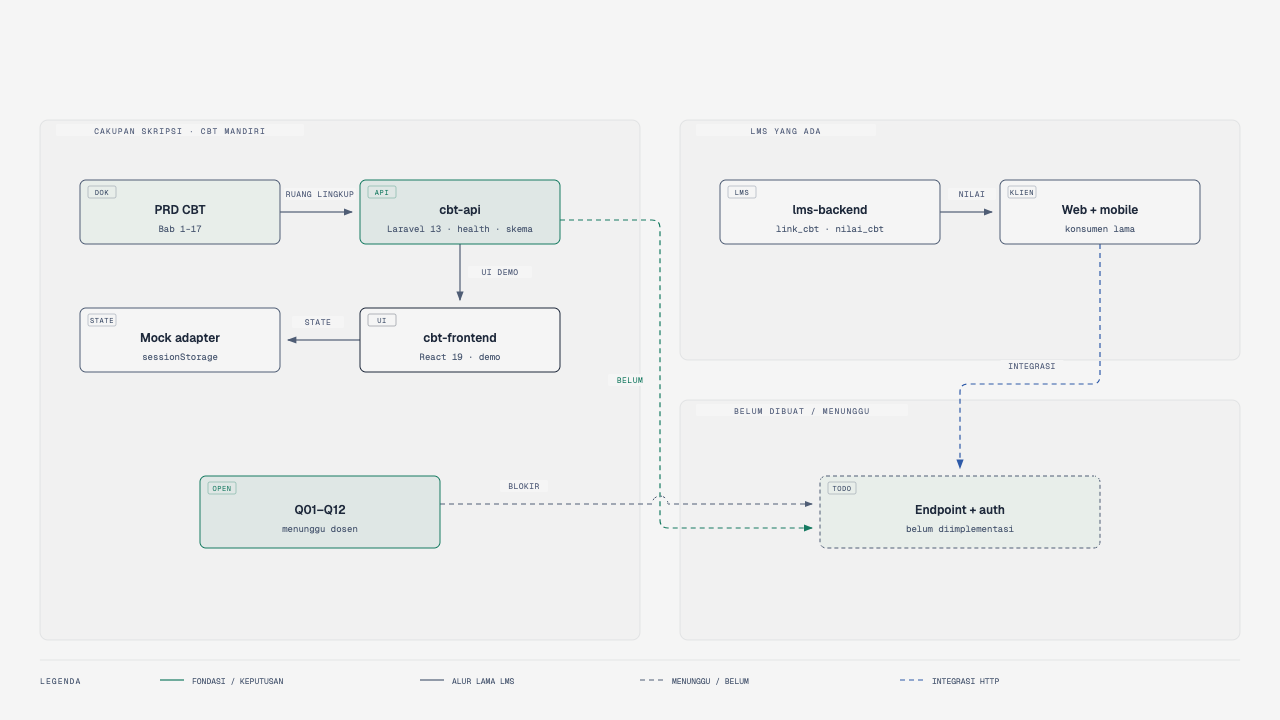 CAKUPAN SKRIPSI · CBT MANDIRI
DOK
PRD CBT
Bab 1–17
RUANG LINGKUP
API
cbt-api
Laravel 13 · health · skema
UI DEMO
STATE
Mock adapter
sessionStorage
STATE
UI
cbt-frontend
React 19 · demo
BELUM
OPEN
Q01–Q12
menunggu dosen
BLOKIR
LMS YANG ADA
LMS
lms-backend
link_cbt · nilai_cbt
NILAI
KLIEN
Web + mobile
konsumen lama
INTEGRASI
BELUM DIBUAT / MENUNGGU
TODO
Endpoint + auth
belum diimplementasi
LEGENDA
FONDASI / KEPUTUSAN
ALUR LAMA LMS
MENUNGGU / BELUM
INTEGRASI HTTP